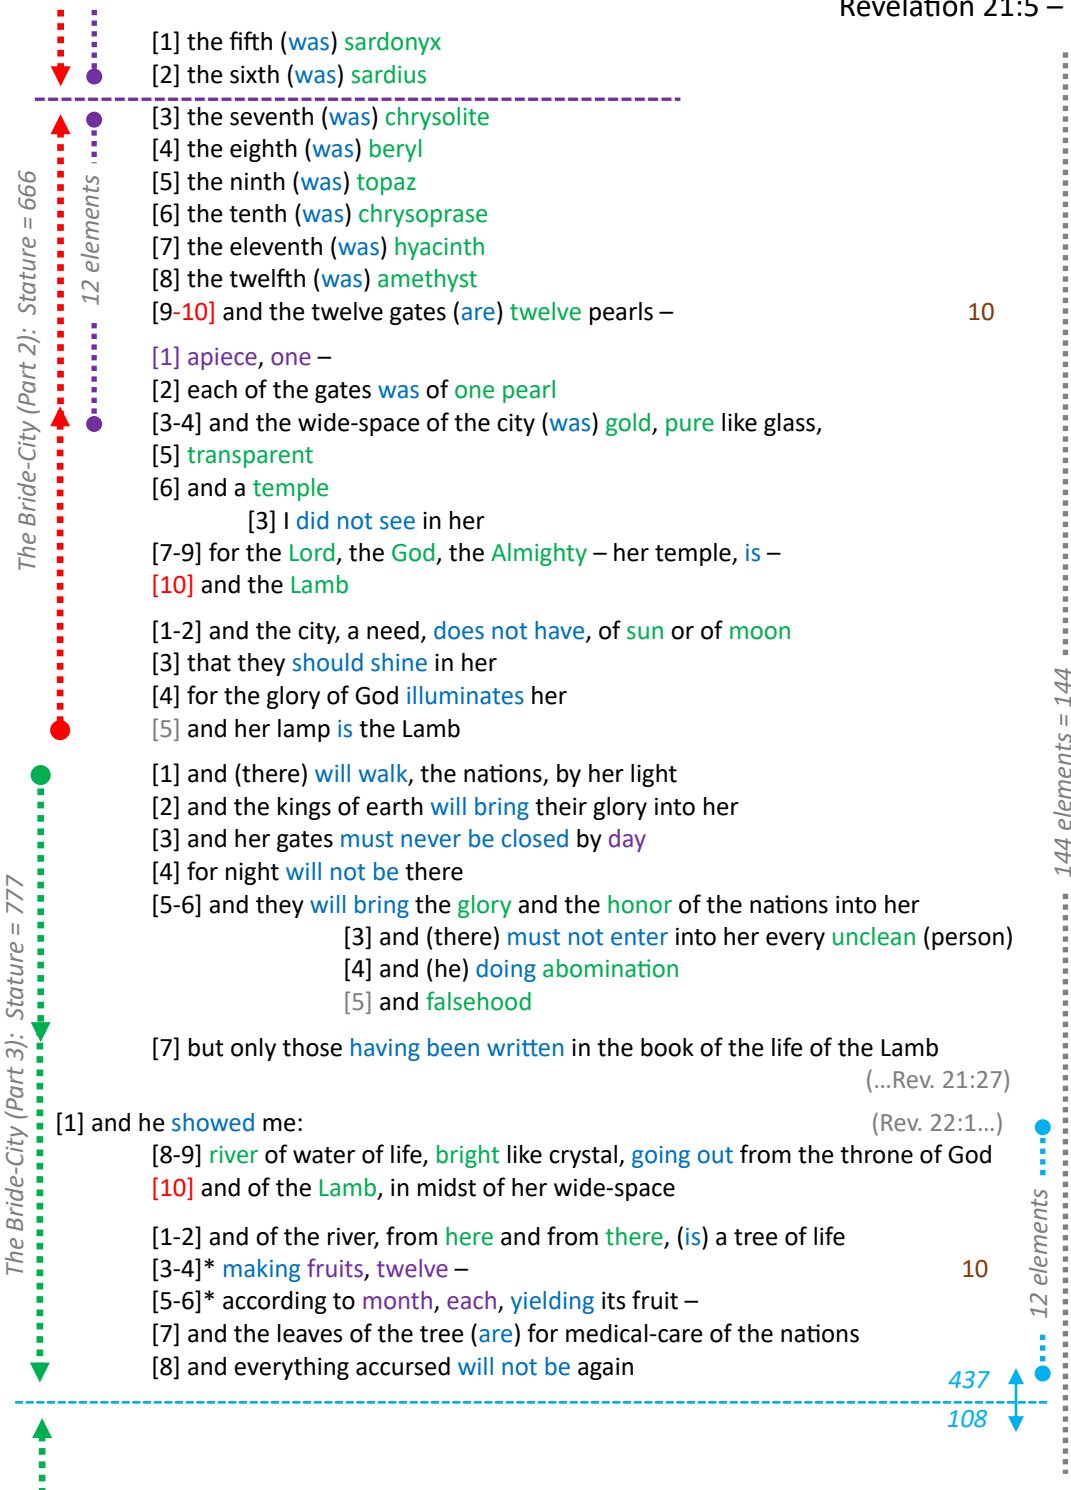 Revelation 21:5 –
[1] the fifth (was) sardonyx
[2] the sixth (was) sardius
[3] the seventh (was) chrysolite
[4] the eighth (was) beryl
[5] the ninth (was) topaz
[6] the tenth (was) chrysoprase
[7] the eleventh (was) hyacinth
[8] the twelfth (was) amethyst
[9-10] and the twelve gates (are) twelve pearls – 10
[1] apiece, one –
[2] each of the gates was of one pearl
[3-4] and the wide-space of the city (was) gold, pure like glass,
[5] transparent
[6] and a temple
[3] I did not see in her
[7-9] for the Lord, the God, the Almighty – her temple, is –
[10] and the Lamb
[1-2] and the city, a need, does not have, of sun or of moon
[3] that they should shine in her
[4] for the glory of God illuminates her
[5] and her lamp is the Lamb
[1] and (there) will walk, the nations, by her light
[2] and the kings of earth will bring their glory into her
[3] and her gates must never be closed by day
[4] for night will not be there
[5-6] and they will bring the glory and the honor of the nations into her
[3] and (there) must not enter into her every unclean (person)
[4] and (he) doing abomination
[5] and falsehood
[7] but only those having been written in the book of the life of the Lamb
(...Rev. 21:27)
[1] and he showed me: (Rev. 22:1...)
[8-9] river of water of life, bright like crystal, going out from the throne of God
[10] and of the Lamb, in midst of her wide-space
[1-2] and of the river, from here and from there, (is) a tree of life
[3-4]* making fruits, twelve – 10
[5-6]* according to month, each, yielding its fruit –
[7] and the leaves of the tree (are) for medical-care of the nations
[8] and everything accursed will not be again
437
108
The Bride-City (Part 2): Stature = 666
12 elements
The Bride-City (Part 3): Stature = 777
12 elements
144 elements = 144